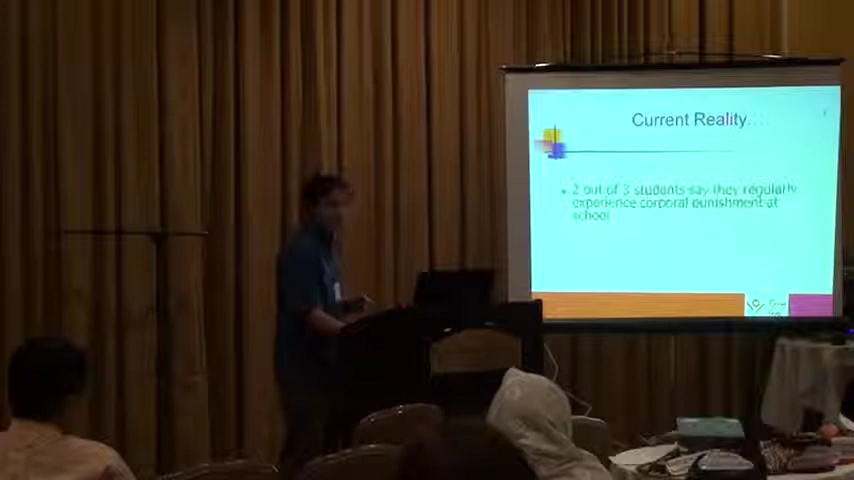 Current Reality....
• 2 out of 3 students say they regularly
experience corporal punishment at
school